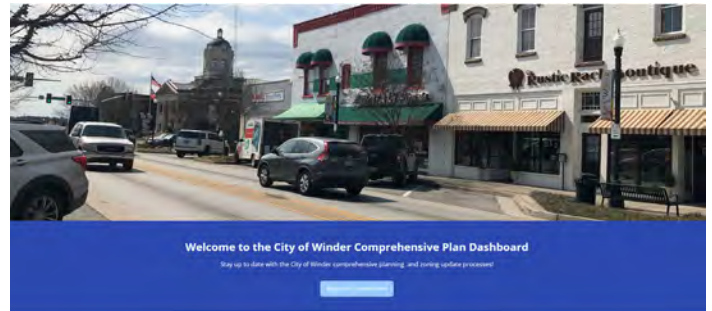 Rustic Rack Boutique
Welcome to the City of Winder Comprehensive Plan Dashboard
Stay up to date with the City of Winder comprehensive planning, and zoning update processes!